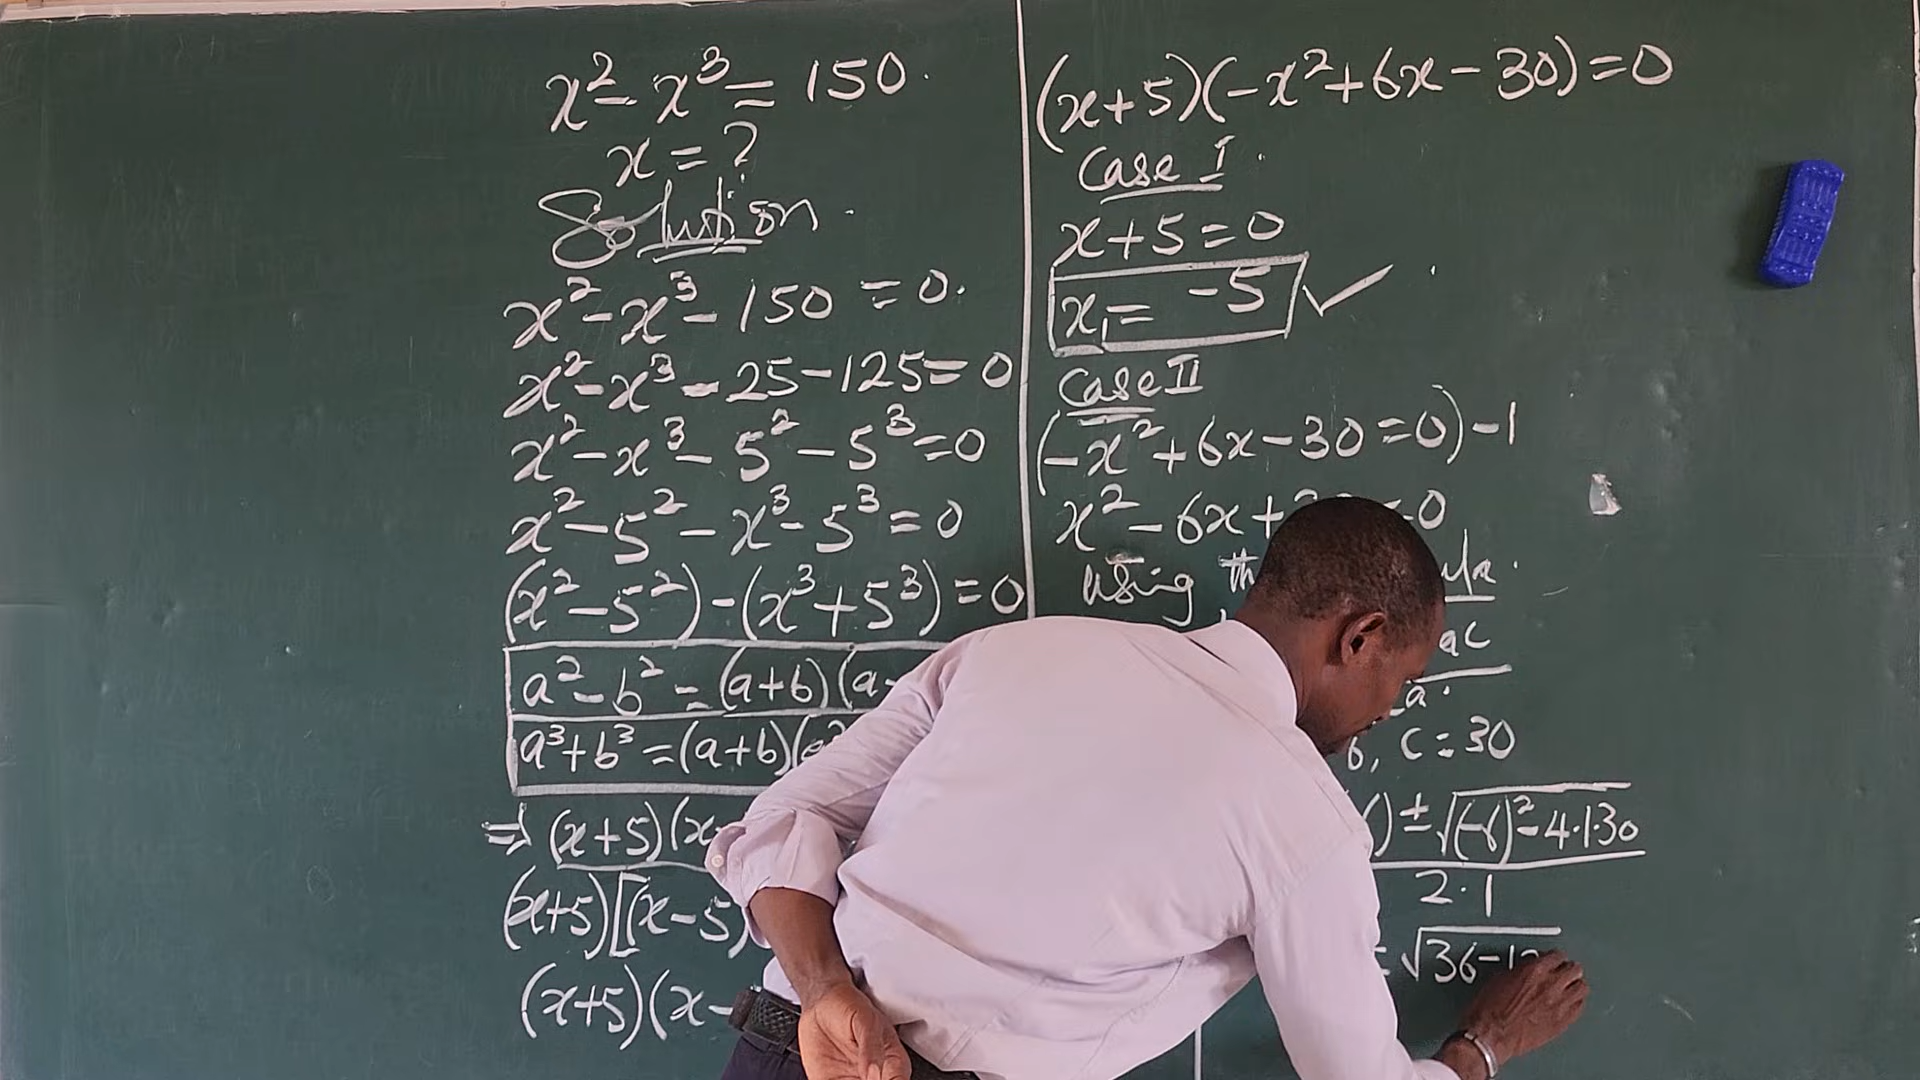 x² - x³ = 150.
x = ?
Solution.
x² - x³ - 150 = 0.
x² - x³ - 25 - 125 = 0
x² - x³ - 5² - 5³ = 0
x² - 5² - x³ - 5³ = 0
(x² - 5²) - (x³ + 5³) = 0
a² - b² = (a+b)(a-
a³ + b³ = (a+b)(a²
⇒ (x+5)(x-
(x+5)[(x-5)
(x+5)(x-
(x+5)(-x²+6x-30)=0
Case I.
x+5=0
x₁ = -5 ✓
Case II
(-x²+6x-30=0)-1
x² - 6x + =0
using
ac
a.
6, C=30
) ± √(-6)² - 4·1·30
2·1
√36-12